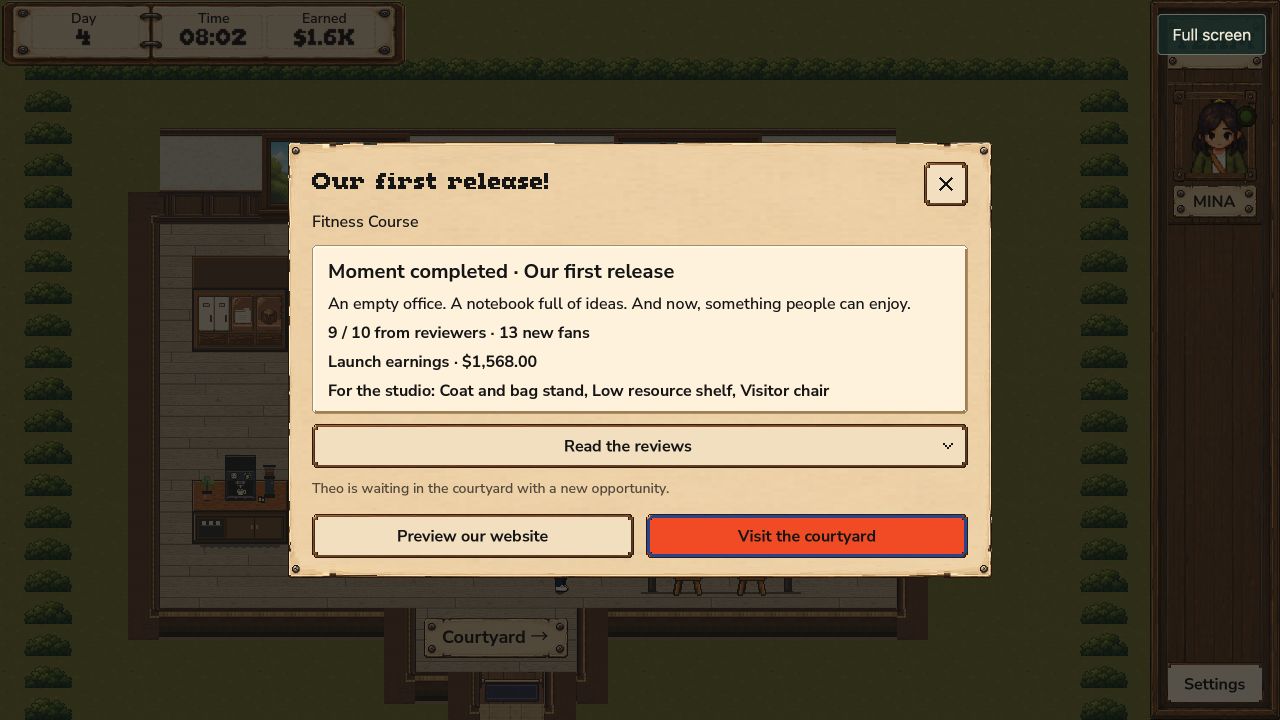 Day
4
Time
08:02
Earned
$1.6K
Full screen
MINA
Our first release!
Fitness Course
Moment completed · Our first release
An empty office. A notebook full of ideas. And now, something people can enjoy.
9 / 10 from reviewers · 13 new fans
Launch earnings · $1,568.00
For the studio: Coat and bag stand, Low resource shelf, Visitor chair
Read the reviews
Theo is waiting in the courtyard with a new opportunity.
Preview our website
Visit the courtyard
Courtyard →
Settings